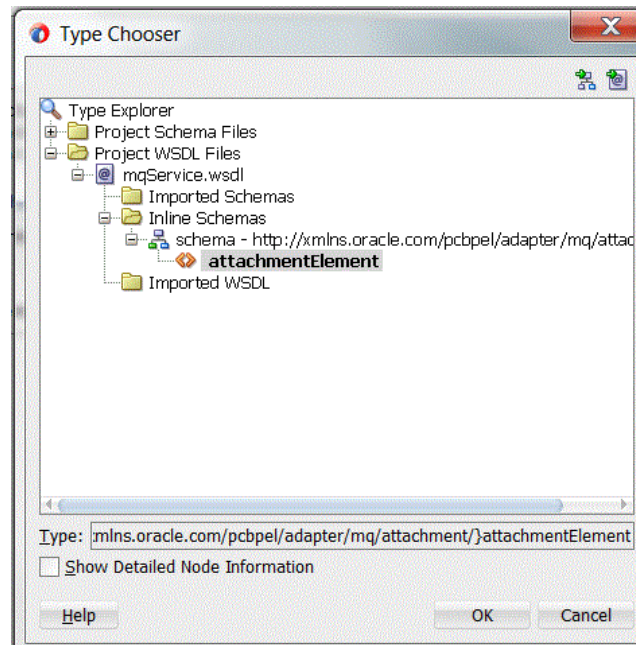 Type Chooser
Type Explorer
Project Schema Files
Project WSDL Files
mqService.wsdl
Imported Schemas
Inline Schemas
schema - http://xmlns.oracle.com/pcbpel/adapter/mq/attac
attachmentElement
Imported WSDL
Type: :mlns.oracle.com/pcbpel/adapter/mq/attachment/}attachmentElement
Show Detailed Node Information
Help OK Cancel